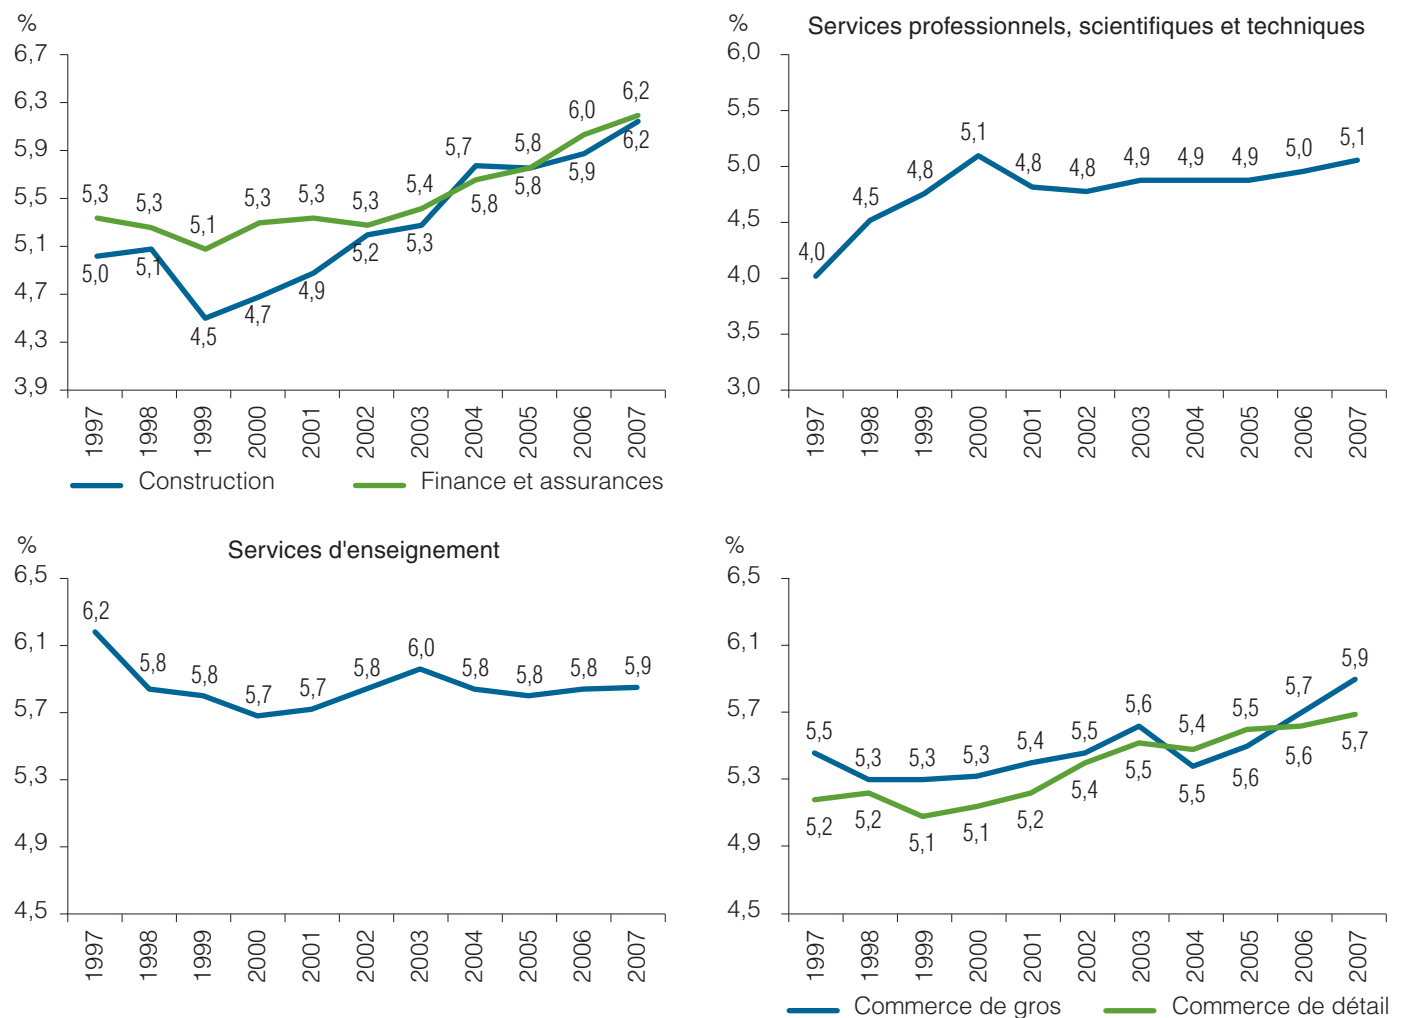 %
6,7
6,3
5,9
5,5
5,1
4,7
4,3
3,9
5,3 5,3 5,1 5,3 5,3 5,3 5,4 5,7 5,8 6,0 6,2
5,0 5,1 4,5 4,7 4,9 5,2 5,3 5,8 5,8 5,9 6,2
1997 1998 1999 2000 2001 2002 2003 2004 2005 2006 2007
Construction Finance et assurances
% Services professionnels, scientifiques et techniques
6,0
5,5
5,0
4,5
4,0
3,5
3,0
4,0 4,5 4,8 5,1 4,8 4,8 4,9 4,9 4,9 5,0 5,1
1997 1998 1999 2000 2001 2002 2003 2004 2005 2006 2007
% Services d'enseignement
6,5
6,1
5,7
5,3
4,9
4,5
6,2 5,8 5,8 5,7 5,7 5,8 6,0 5,8 5,8 5,8 5,9
1997 1998 1999 2000 2001 2002 2003 2004 2005 2006 2007
%
6,5
6,1
5,7
5,3
4,9
4,5
5,5 5,3 5,3 5,3 5,4 5,5 5,6 5,4 5,5 5,7 5,9
5,2 5,2 5,1 5,1 5,2 5,4 5,5 5,5 5,6 5,6 5,7
1997 1998 1999 2000 2001 2002 2003 2004 2005 2006 2007
Commerce de gros Commerce de détail